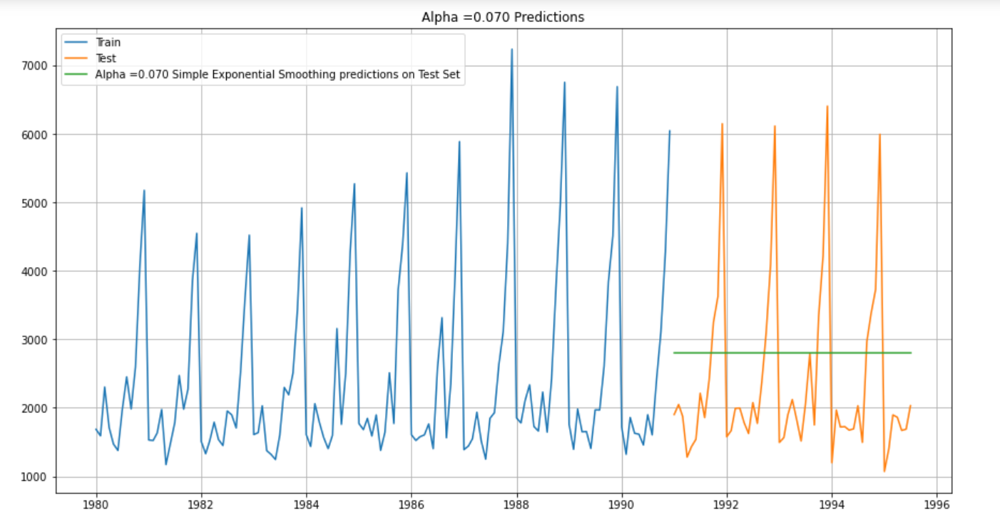 Alpha =0.070 Predictions
Train
Test
Alpha =0.070 Simple Exponential Smoothing predictions on Test Set
7000
6000
5000
4000
3000
2000
1000
1980 1982 1984 1986 1988 1990 1992 1994 1996